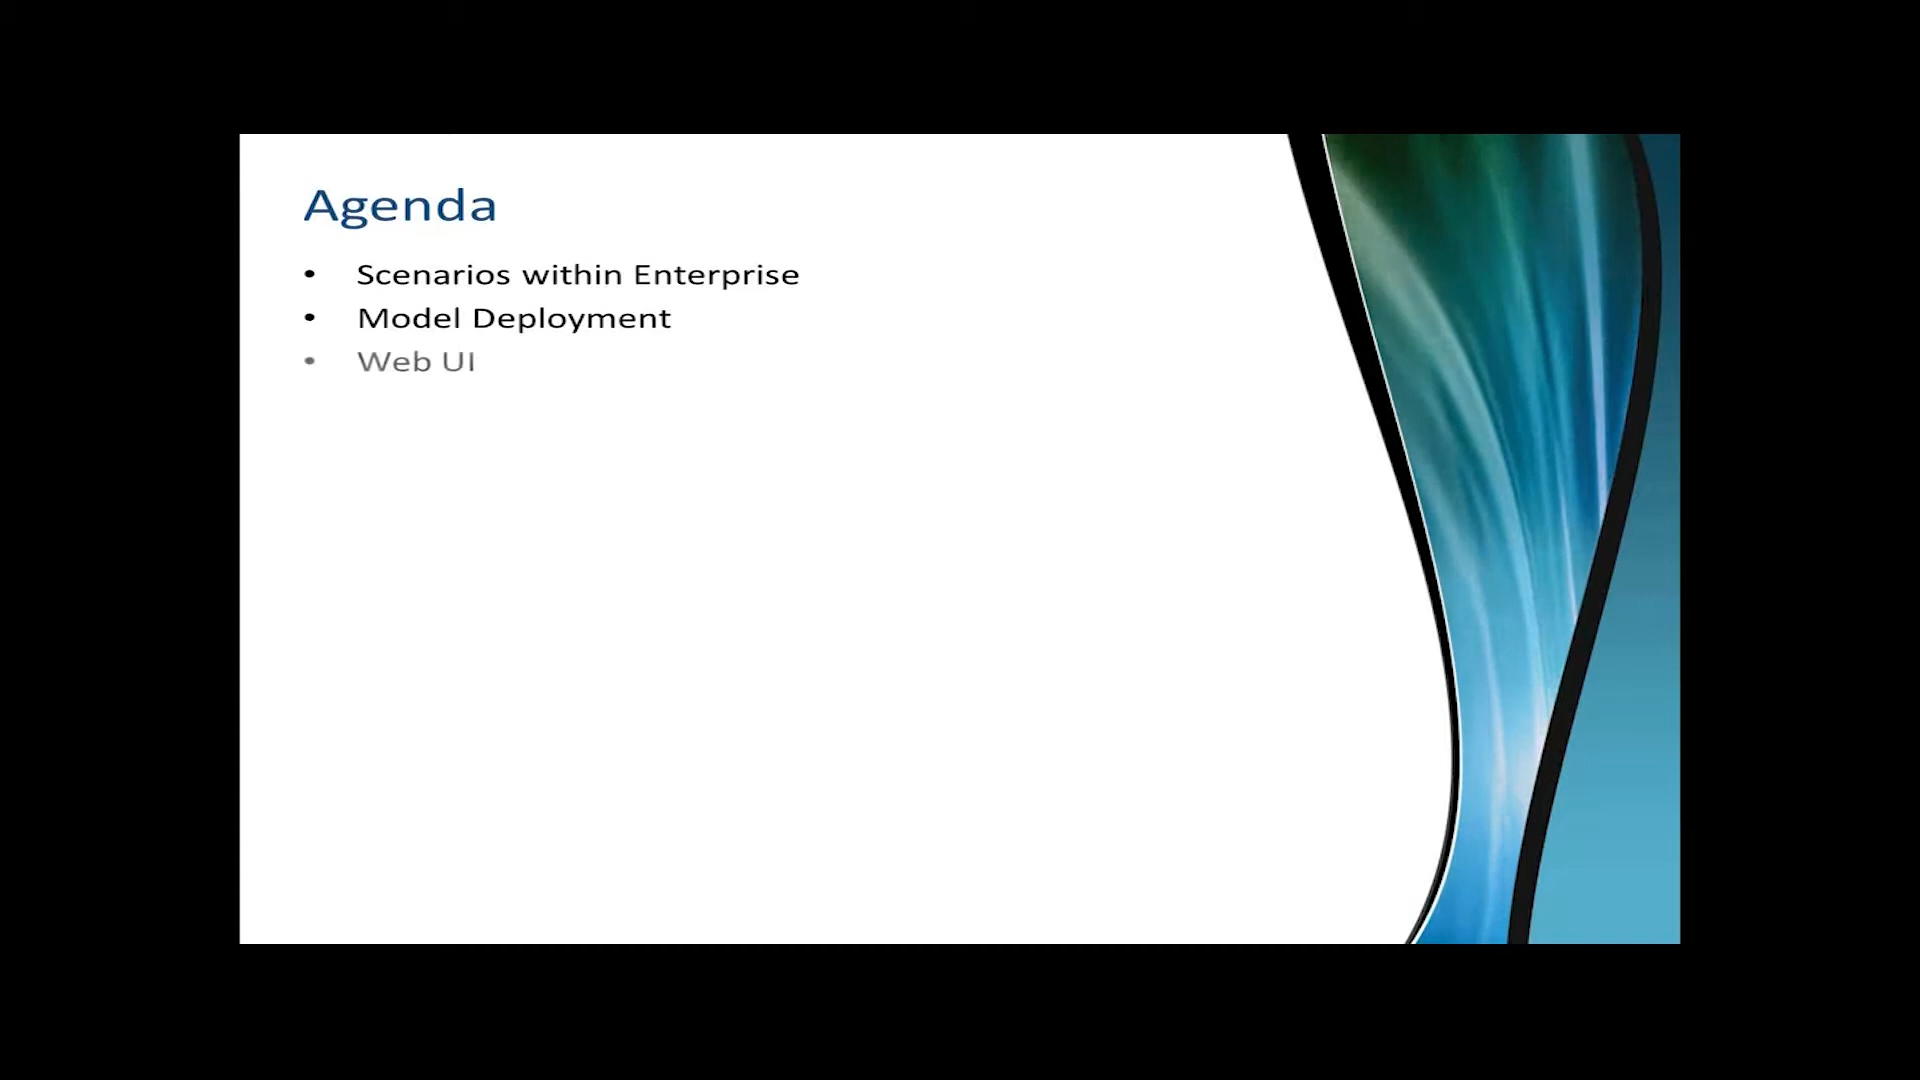 Agenda
• Scenarios within Enterprise
• Model Deployment
• Web UI